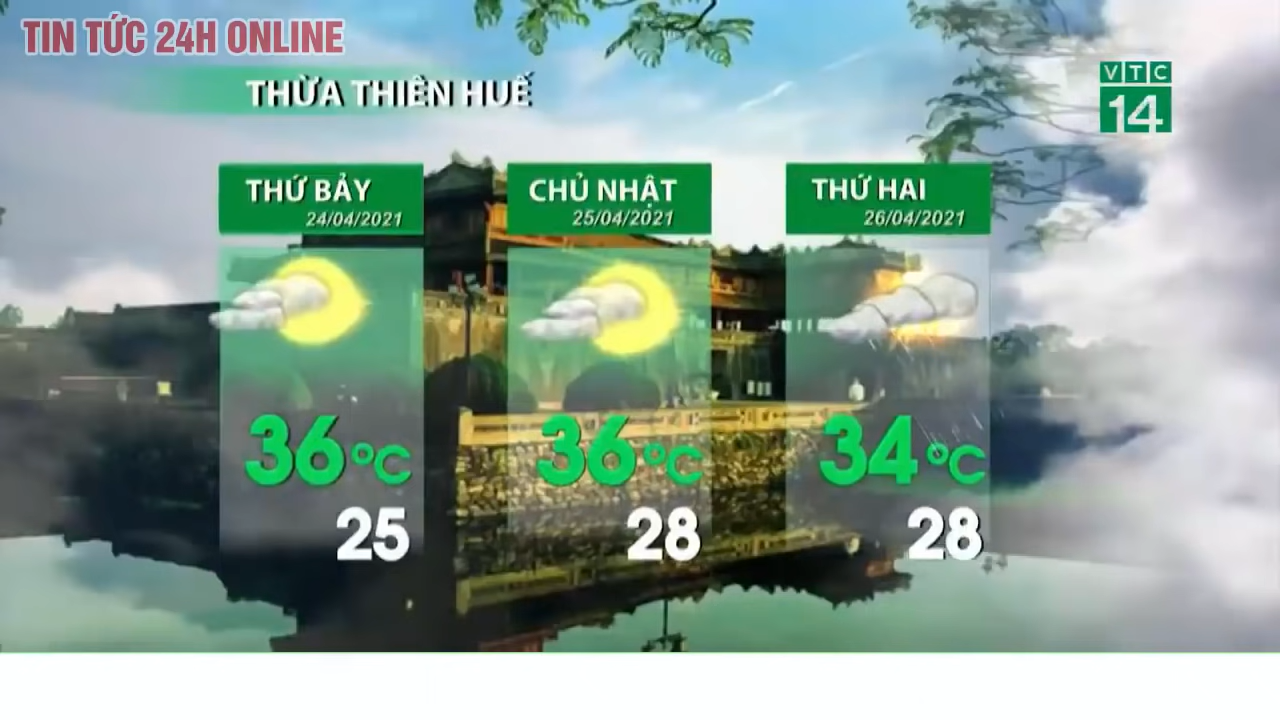 TIN TỨC 24H ONLINE
THỪA THIÊN HUẾ
VTC
14
THỨ BẢY
24/04/2021
CHỦ NHẬT
25/04/2021
THỨ HAI
26/04/2021
36°C
36°C
34°C
25
28
28